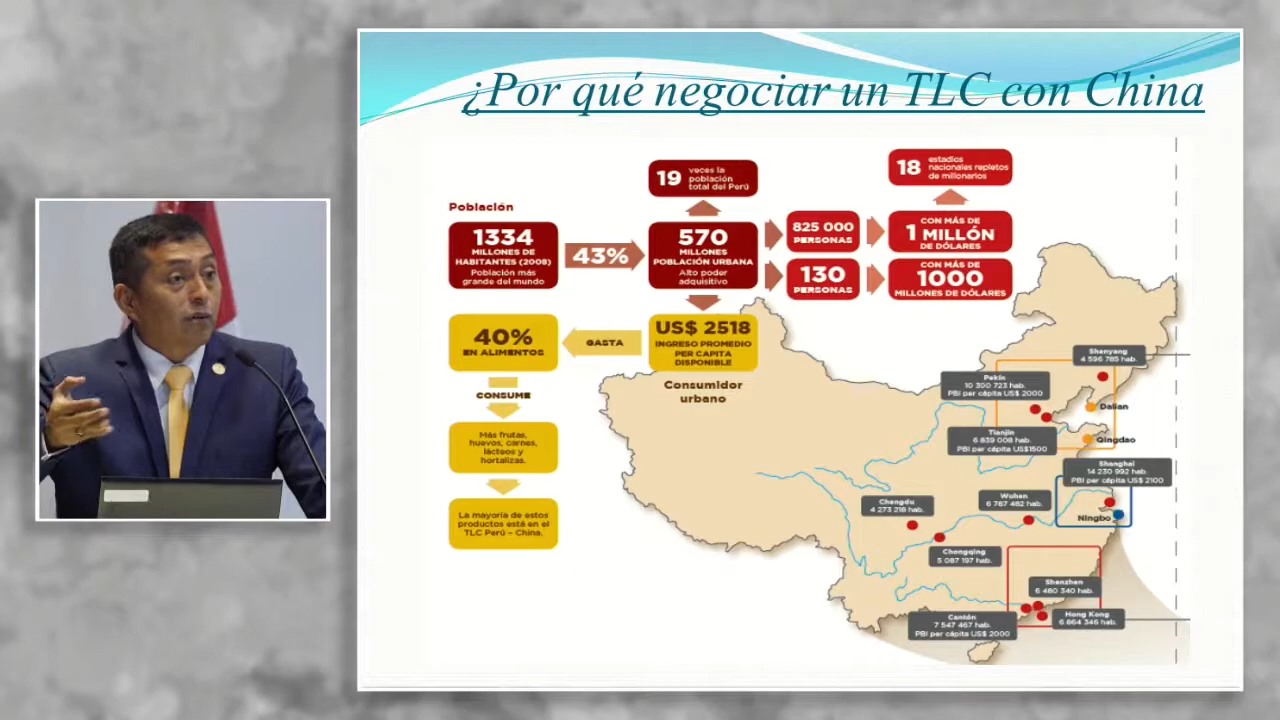 ¿Por qué negociar un TLC con China
Población
1334
MILLONES DE
HABITANTES (2008)
Población más
grande del mundo
43%
19
veces la
población
total del Perú
570
MILLONES
POBLACIÓN URBANA
Alto poder
adquisitivo
825 000
PERSONAS
130
PERSONAS
18
estadios
nacionales repletos
de millonarios
CON MÁS DE
1 MILLÓN
DE DÓLARES
CON MÁS DE
1000
MILLONES DE DÓLARES
US$ 2518
INGRESO PROMEDIO
PER CAPITA
DISPONIBLE
Consumidor
urbano
GASTA
40%
EN ALIMENTOS
CONSUME
Más frutas,
huevos, carnes,
lácteos y
hortalizas.
La mayoría de estos
productos está en el
TLC Perú – China.
Shenyang
4 596 785 hab.
Pekín
10 300 723 hab.
PBI per cápita US$ 2000
Dalian
Tianjin
6 839 008 hab.
PBI per cápita US$1500
Qingdao
Shanghai
14 230 992 hab.
PBI per cápita US$ 2100
Ningbo
Chengdu
4 273 218 hab.
Wuhan
6 787 482 hab.
Chongqing
5 087 197 hab.
Shenzhen
6 480 340 hab.
Cantón
7 547 467 hab.
PBI per cápita US$ 2000
Hong Kong
6 664 346 hab.